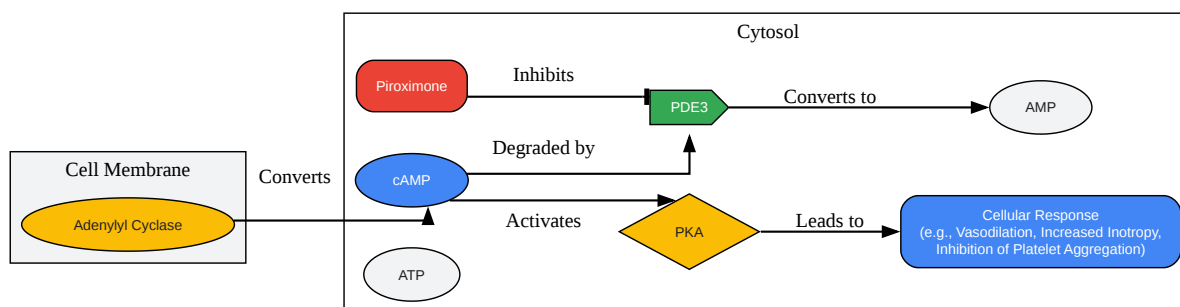 Cytosol
Piroximone
Inhibits
PDE3
Converts to
AMP
Cell Membrane
Adenylyl Cyclase
Converts
cAMP
Degraded by
Activates
PKA
Leads to
Cellular Response
(e.g., Vasodilation, Increased Inotropy,
Inhibition of Platelet Aggregation)
ATP